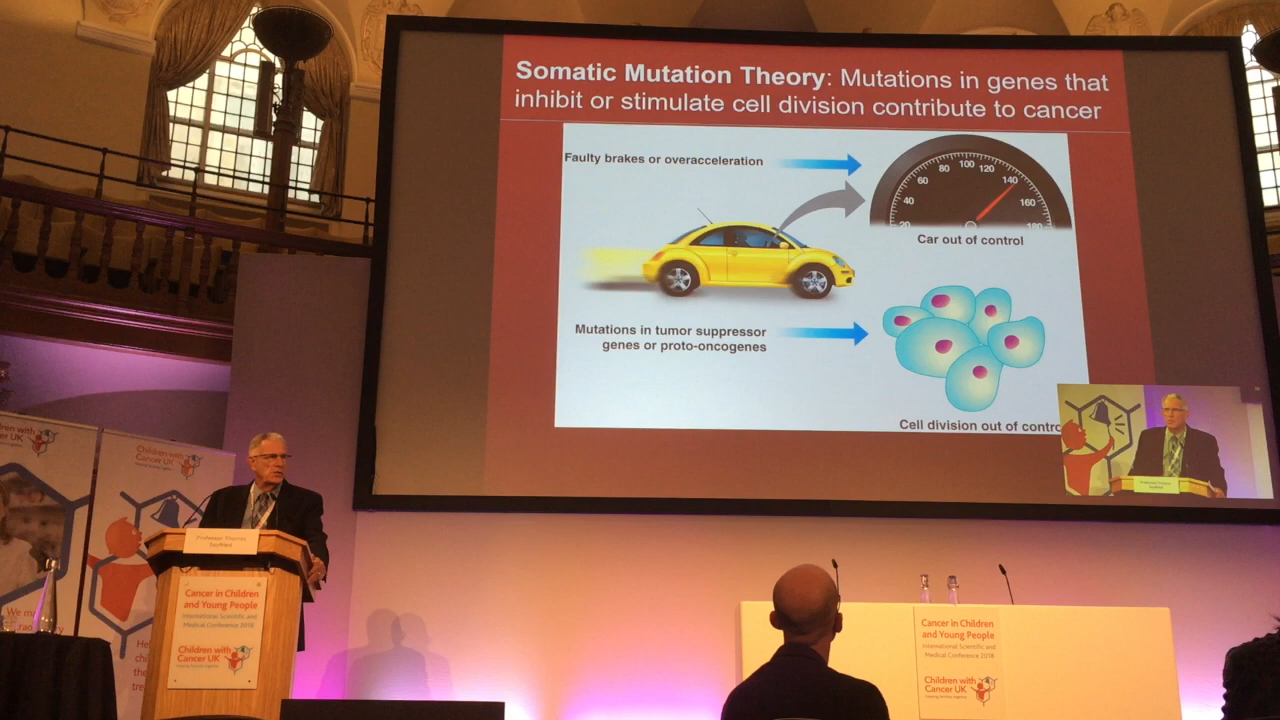 Somatic Mutation Theory: Mutations in genes that
inhibit or stimulate cell division contribute to cancer
Faulty brakes or overacceleration
20
40
60
80
100
120
140
160
180
Car out of control
Mutations in tumor suppressor
genes or proto-oncogenes
Cell division out of contro
Children with
Cancer UK
Professor Thomas
Seyfried
Cancer in Children
and Young People
International Scientific and
Medical Conference 2018
Children with
Cancer UK
Cancer in Children
and Young People
International Scientific and
Medical Conference 2018
Children with
Cancer UK